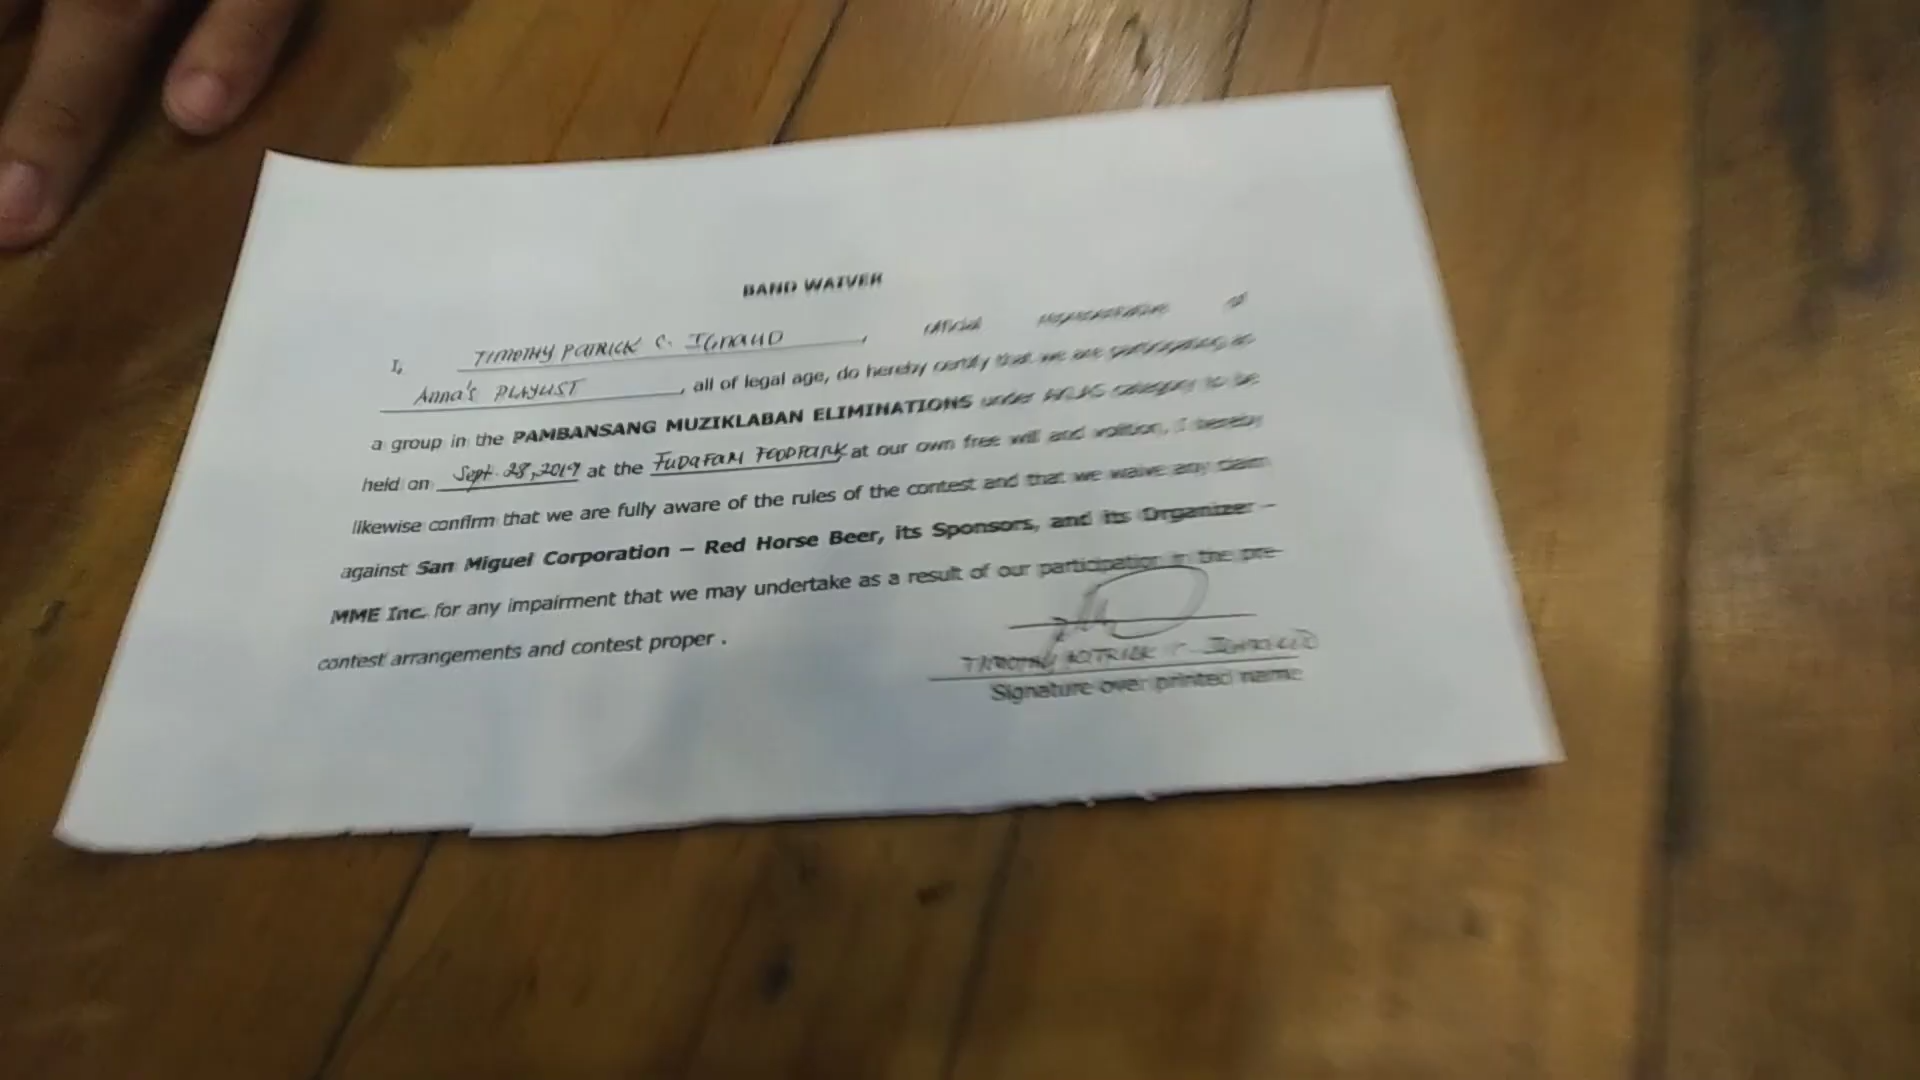 BAND WAIVER
I, TIMOTHY PATRICK C. , official representative of
Anna's PLAYLIST, all of legal age, do hereby certify that we are participating as
a group in the PAMBANSANG MUZIKLABAN ELIMINATIONS under category to be
held on Sept. 28, 2019 at the FUDAFAM FOODPARK at our own free will and volition, I hereby
likewise confirm that we are fully aware of the rules of the contest and that we waive any claim
against San Miguel Corporation – Red Horse Beer, its Sponsors, and its Organizer –
MME Inc. for any impairment that we may undertake as a result of our participation in the pre-
contest arrangements and contest proper .
TIMOTHY PATRICK C.
Signature over printed name